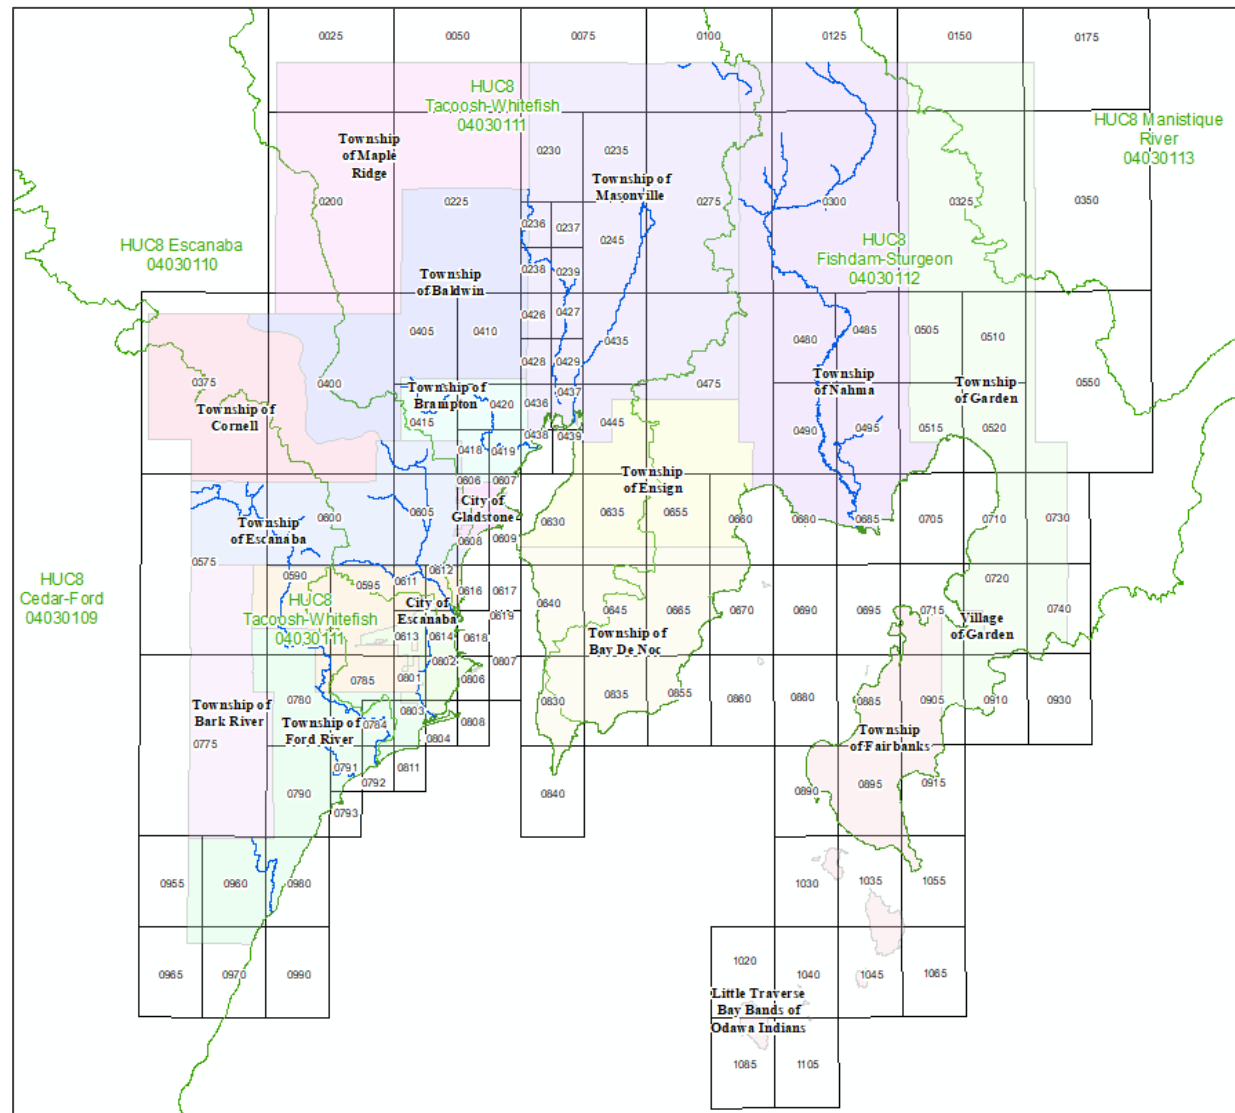 0025
0050
0075
0100
0125
0150
0175
HUC8
Tacoosh-Whitefish
04030111
HUC8 Manistique
River
04030113
Township
of Maple
Ridge
0230
0235
Township of
Masonville
0200
0225
0275
0300
0325
0350
0236
0237
0245
HUC8 Escanaba
04030110
HUC8
Fishdam-Sturgeon
04030112
0238
0239
Township
of Baldwin
0426
0427
0405
0410
0435
0480
0485
0505
0510
0428
0429
0375
0400
0475
0550
Township of
Brampton
Township
of Nahma
Township
of Garden
0437
0436
0420
Township of
Cornell
0415
0445
0490
0495
0515
0520
0438
0439
0418
0419
0606
0607
Township
of Ensign
City of
Gladstone
0600
0605
0630
0635
0655
0660
0680
0685
0705
0710
0730
Township
of Escanaba
0608
0609
0575
0590
0595
0611
0612
0720
HUC8
Cedar-Ford
04030109
HUC8
Tacoosh-Whitefish
04030111
City of
Escanaba
0616
0617
0619
0640
0645
0665
0670
0690
0695
0715
0740
Village
of Garden
0613
0614
0618
Township of
Bay De Noc
0802
0807
0785
0801
0806
0780
0830
0835
0855
0860
0880
0885
0905
0910
0930
Township of
Bark River
0803
Township of
Ford River
0784
0808
0804
0775
Township
of Fairbanks
0791
0811
0792
0790
0840
0890
0895
0915
0793
0955
0960
0980
1030
1035
1055
0965
0970
0990
1020
1040
1045
1065
Little Traverse
Bay Bands of
Odawa Indians
1085
1105